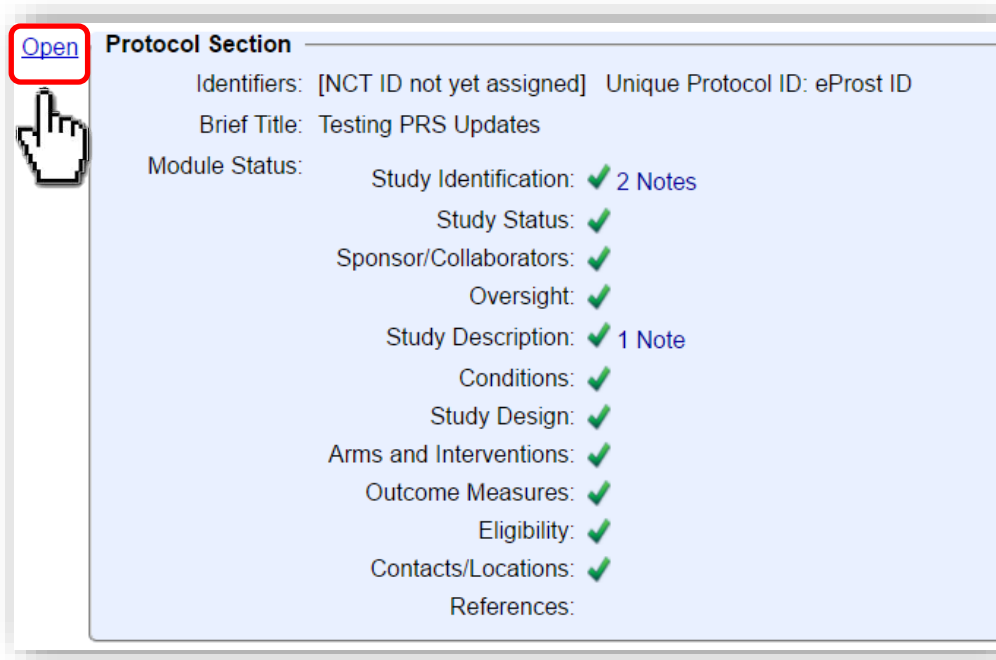 Open Protocol Section
Identifiers: [NCT ID not yet assigned] Unique Protocol ID: eProst ID
Brief Title: Testing PRS Updates
Module Status:
Study Identification: 2 Notes
Study Status:
Sponsor/Collaborators:
Oversight:
Study Description: 1 Note
Conditions:
Study Design:
Arms and Interventions:
Outcome Measures:
Eligibility:
Contacts/Locations:
References: